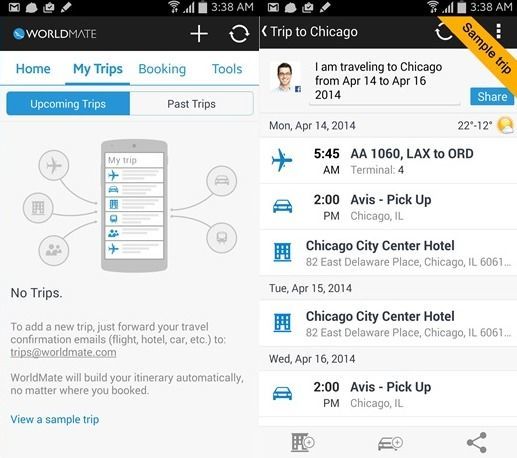 3:38 AM
WORLDMATE
Home My Trips Booking Tools
Upcoming Trips Past Trips
My trip
No Trips.
To add a new trip, just forward your travel
confirmation emails (flight, hotel, car, etc.) to:
trips@worldmate.com
WorldMate will build your itinerary automatically,
no matter where you booked.
View a sample trip
3:38 AM
Trip to Chicago
Sample trip
I am traveling to Chicago
from Apr 14 to Apr 16
2014
Share
Mon, Apr 14, 2014 22°-12°
5:45 AA 1060, LAX to ORD
AM Terminal: 4
2:00 Avis - Pick Up
PM Chicago, IL
Chicago City Center Hotel
82 East Delaware Place, Chicago, IL 6061...
Tue, Apr 15, 2014
Chicago City Center Hotel
82 East Delaware Place, Chicago, IL 6061...
Wed, Apr 16, 2014
2:00 Avis - Pick Up
PM Chicago, IL